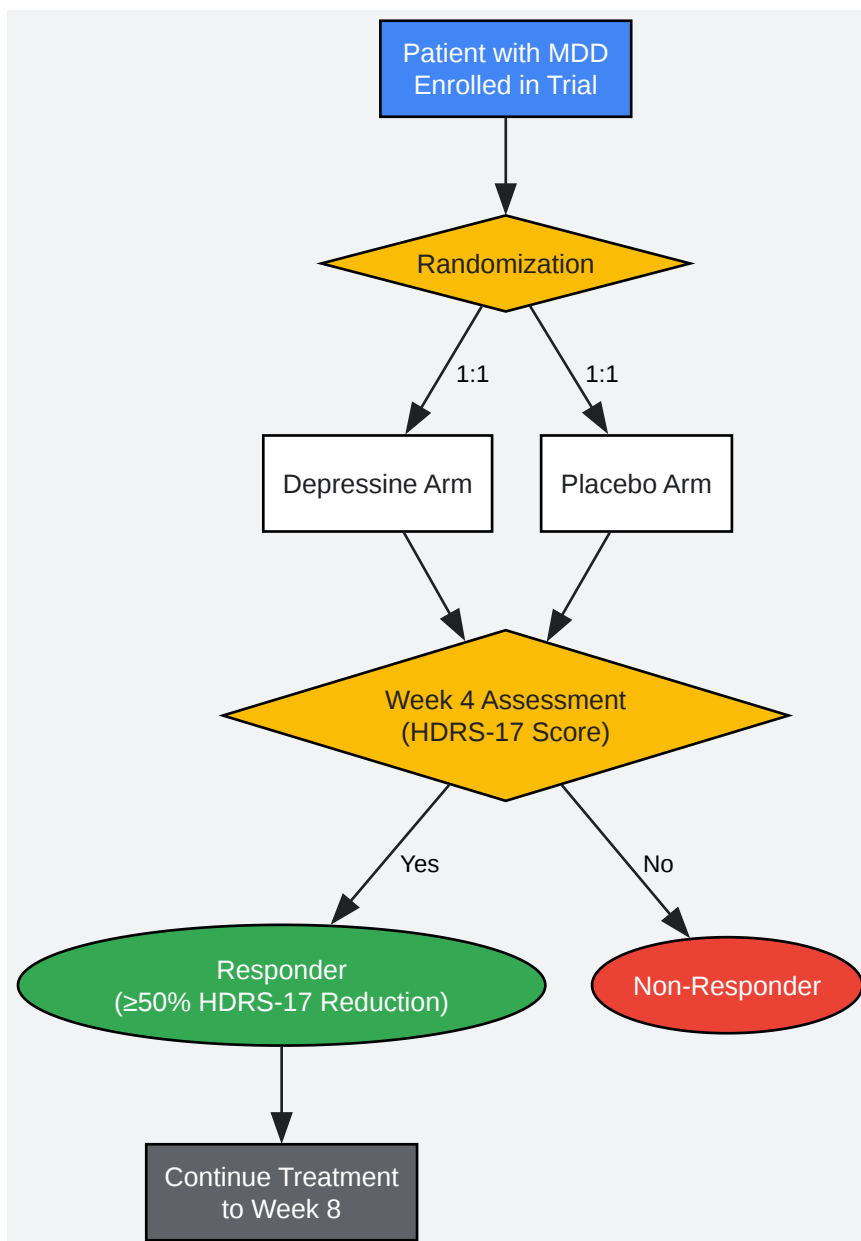 Patient with MDD
Enrolled in Trial
Randomization
1:1
1:1
Depressine Arm
Placebo Arm
Week 4 Assessment
(HDRS-17 Score)
Yes
No
Responder
(≥50% HDRS-17 Reduction)
Non-Responder
Continue Treatment
to Week 8